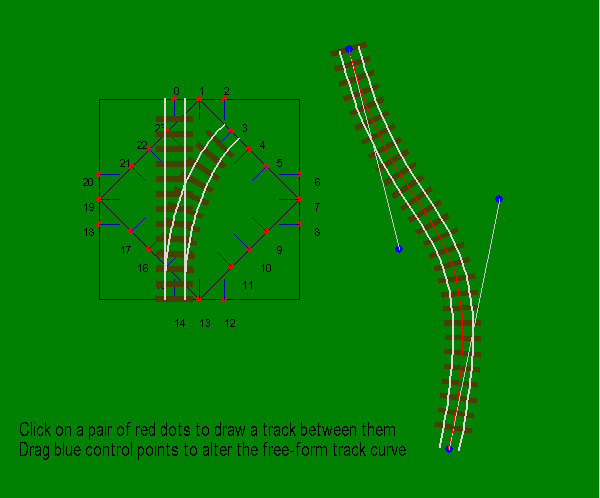 0 1 2
23 3
22 4
21 5
20 6
19 7
18 8
17 9
16 10
15 11
14 13 12
Click on a pair of red dots to draw a track between them
Drag blue control points to alter the free-form track curve